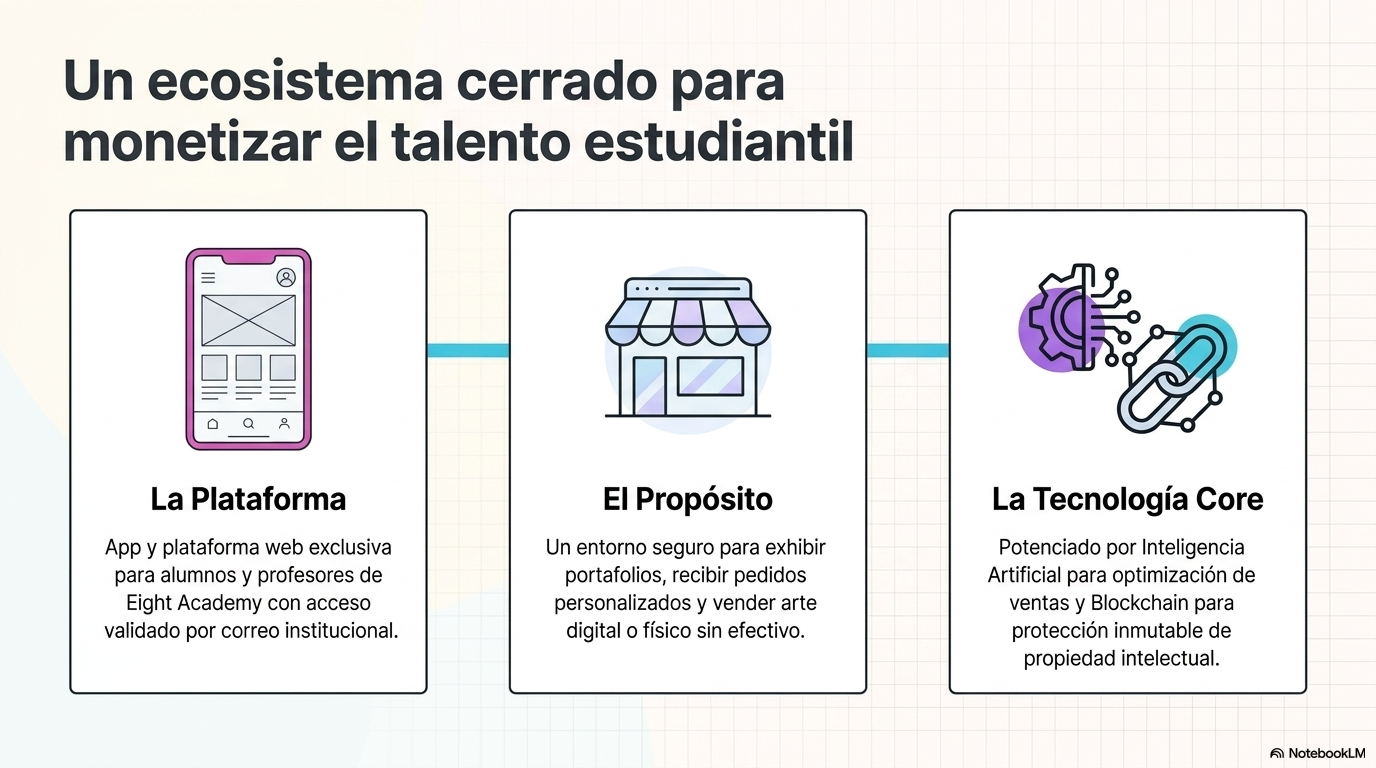 Un ecosistema cerrado para
monetizar el talento estudiantil
La Plataforma
App y plataforma web exclusiva
para alumnos y profesores de
Eight Academy con acceso
validado por correo institucional.
El Propósito
Un entorno seguro para exhibir
portafolios, recibir pedidos
personalizados y vender arte
digital o físico sin efectivo.
La Tecnología Core
Potenciado por Inteligencia
Artificial para optimización de
ventas y Blockchain para
protección inmutable de
propiedad intelectual.
NotebookLM